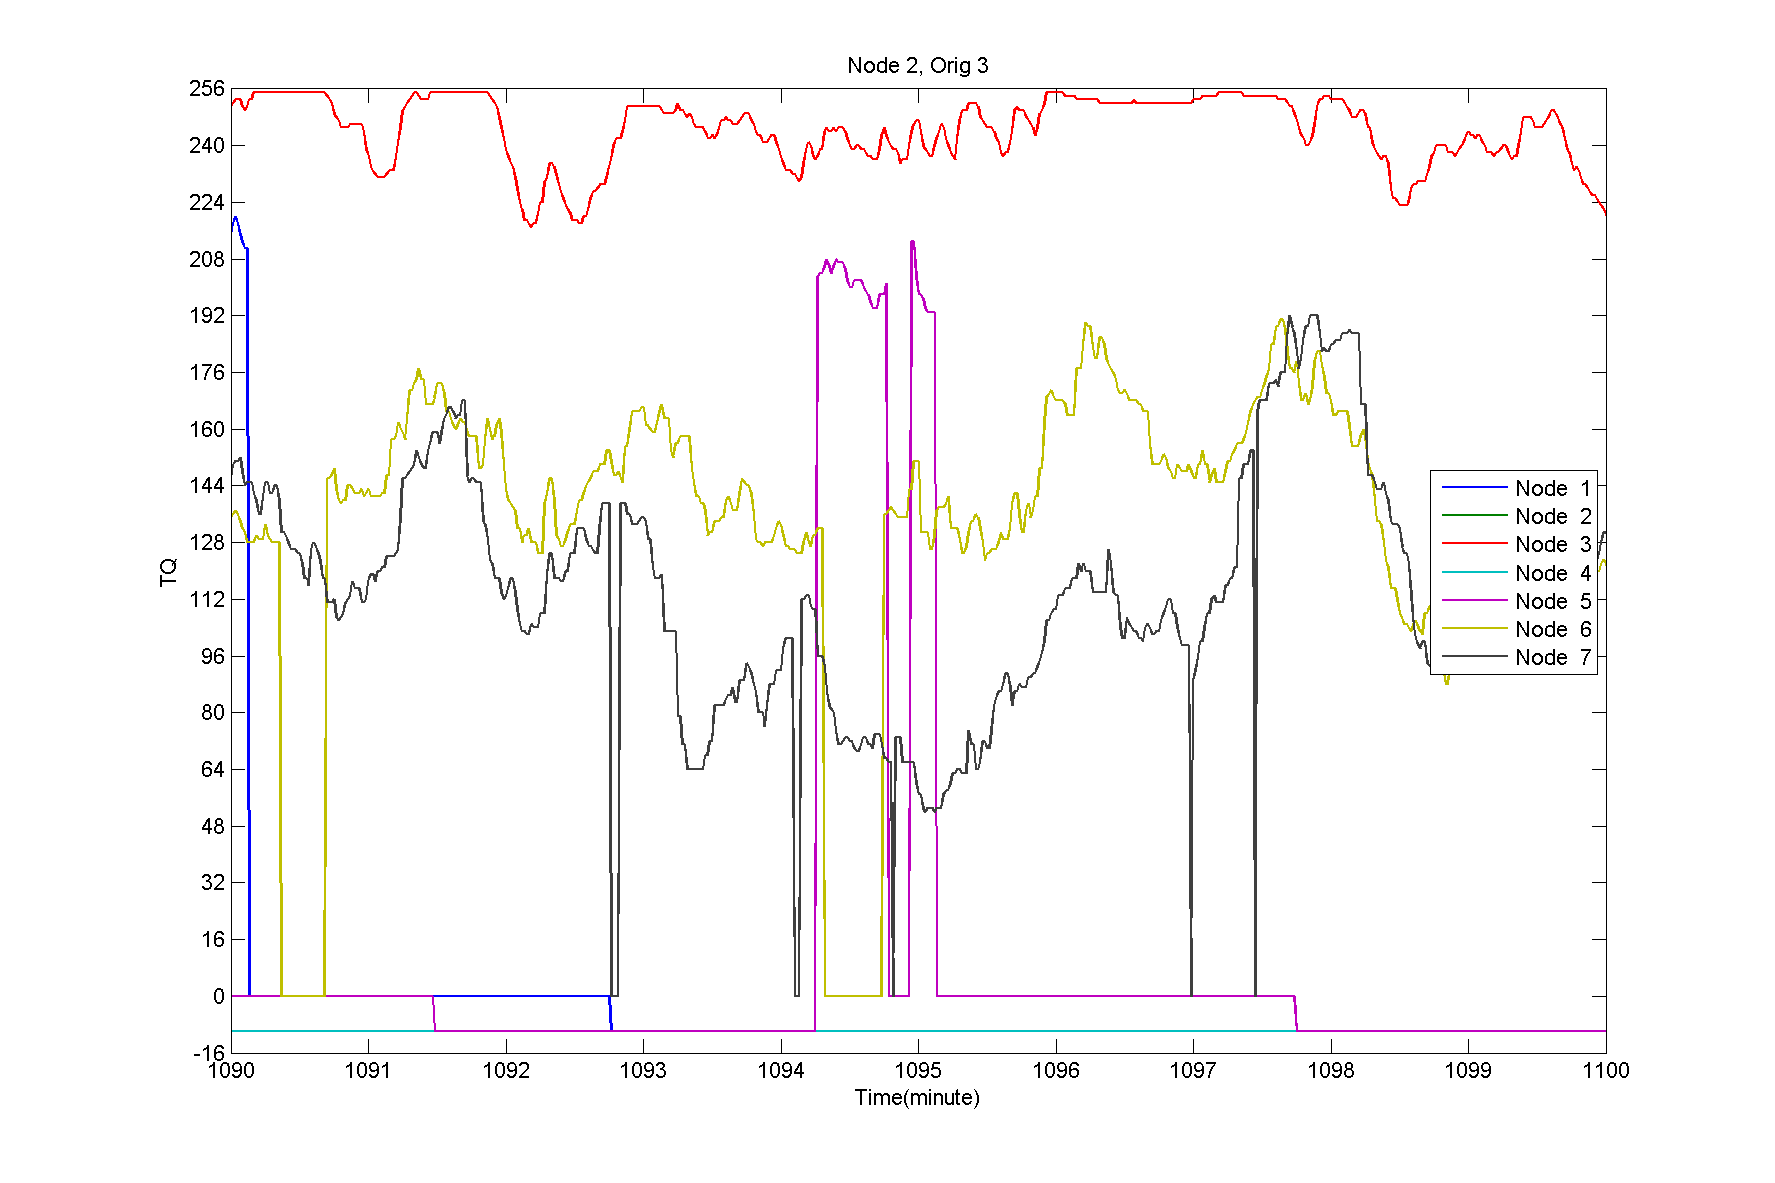 Node 2, Orig 3
256
240
224
208
192
176
160
144
128
112
96
80
64
48
32
16
0
-16
TQ
Node 1
Node 2
Node 3
Node 4
Node 5
Node 6
Node 7
1090 1091 1092 1093 1094 1095 1096 1097 1098 1099 1100
Time(minute)